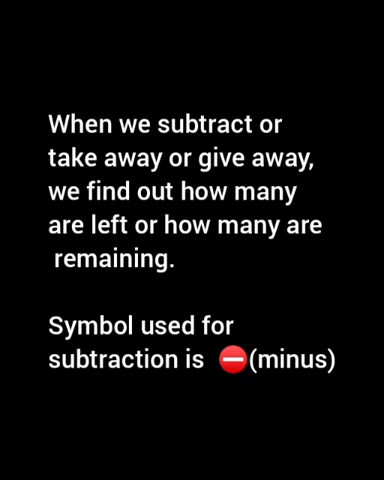 When we subtract or
take away or give away,
we find out how many
are left or how many are
remaining.
Symbol used for
subtraction is ⛔(minus)